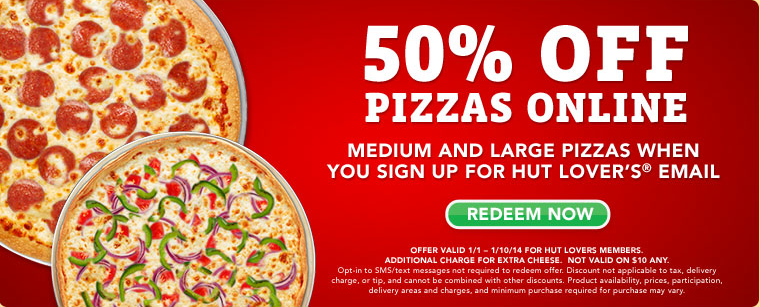 50% OFF
PIZZAS ONLINE
MEDIUM AND LARGE PIZZAS WHEN
YOU SIGN UP FOR HUT LOVER'S® EMAIL
REDEEM NOW
OFFER VALID 1/1 – 1/10/14 FOR HUT LOVERS MEMBERS.
ADDITIONAL CHARGE FOR EXTRA CHEESE. NOT VALID ON $10 ANY.
Opt-in to SMS/text messages not required to redeem offer. Discount not applicable to tax, delivery
charge, or tip, and cannot be combined with other discounts. Product availability, prices, participation,
delivery areas and charges, and minimum purchase required for purchase may vary.